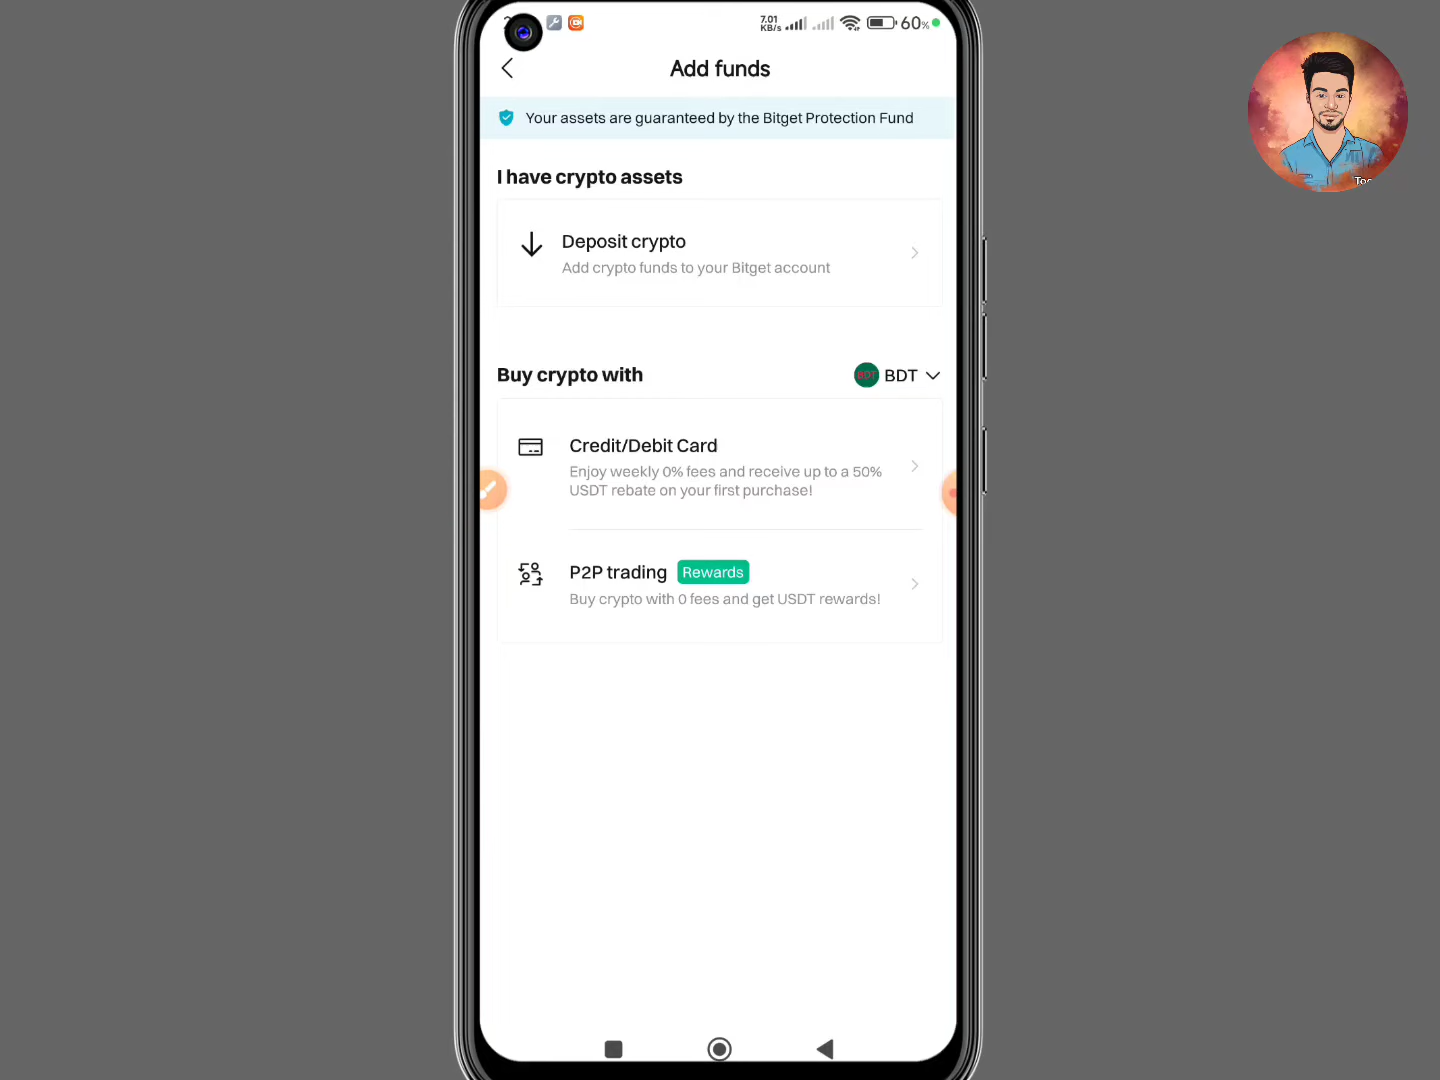 7.01
KB/s
60%
Add funds
Your assets are guaranteed by the Bitget Protection Fund
I have crypto assets
Deposit crypto
Add crypto funds to your Bitget account
Buy crypto with
BDT BDT
Credit/Debit Card
Enjoy weekly 0% fees and receive up to a 50%
USDT rebate on your first purchase!
P2P trading Rewards
Buy crypto with 0 fees and get USDT rewards!